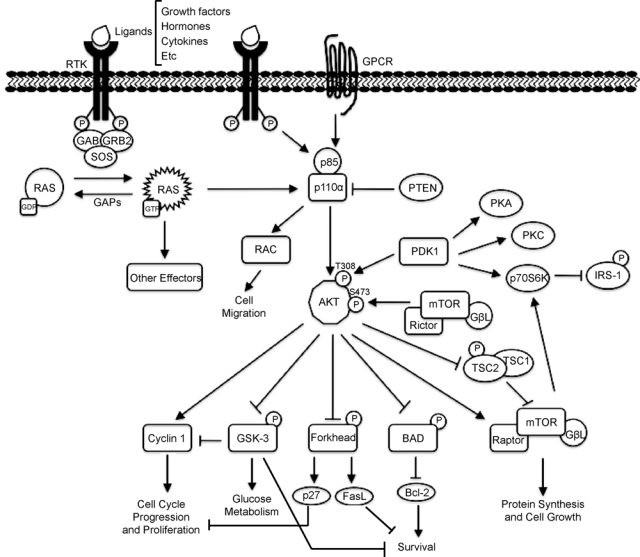 Growth factors
Ligands
Hormones
Cytokines
Etc
RTK
GPCR
P
P
P
P
GAB
GRB2
SOS
p85
RAS
GDP
GAPs
RAS
GTP
p110α
PTEN
PKA
RAC
PDK1
PKC
Other Effectors
T308
P
p70S6K
P
IRS-1
Cell
Migration
AKT
S473
P
mTOR
GβL
Rictor
P
TSC1
TSC2
P
P
P
Cyclin 1
GSK-3
Forkhead
BAD
mTOR
GβL
Raptor
p27
FasL
Bcl-2
Cell Cycle
Progression
and Proliferation
Glucose
Metabolism
Protein Synthesis
and Cell Growth
Survival